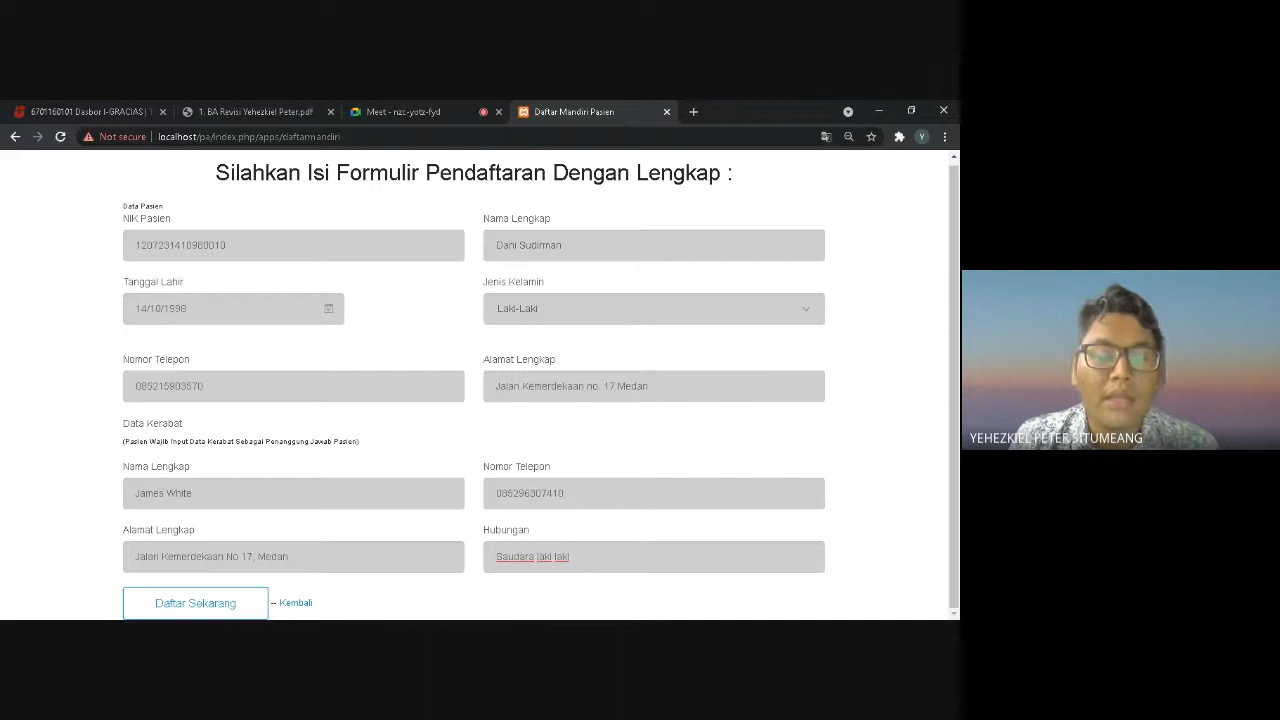 6701160101 Dasbor I-GRACIAS |
1. BA Revisi Yehezkiel Peter.pdf
Meet - nzc-yotz-fyd
Daftar Mandiri Pasien
Not secure
localhost/pa/index.php/apps/daftarmandiri
Y
Silahkan Isi Formulir Pendaftaran Dengan Lengkap :
Data Pasien
NIK Pasien
Nama Lengkap
1207231410980010
Dani Sudirman
Tanggal Lahir
Jenis Kelamin
14/10/1998
Laki-Laki
Nomor Telepon
Alamat Lengkap
085215903570
Jalan Kemerdekaan no. 17 Medan
Data Kerabat
(Pasien Wajib Input Data Kerabat Sebagai Penanggung Jawab Pasien)
Nama Lengkap
Nomor Telepon
James White
085296307410
Alamat Lengkap
Hubungan
Jalan Kemerdekaan No 17, Medan
Saudara laki laki
Daftar Sekarang
-- Kembali
YEHEZKIEL PETER SITUMEANG